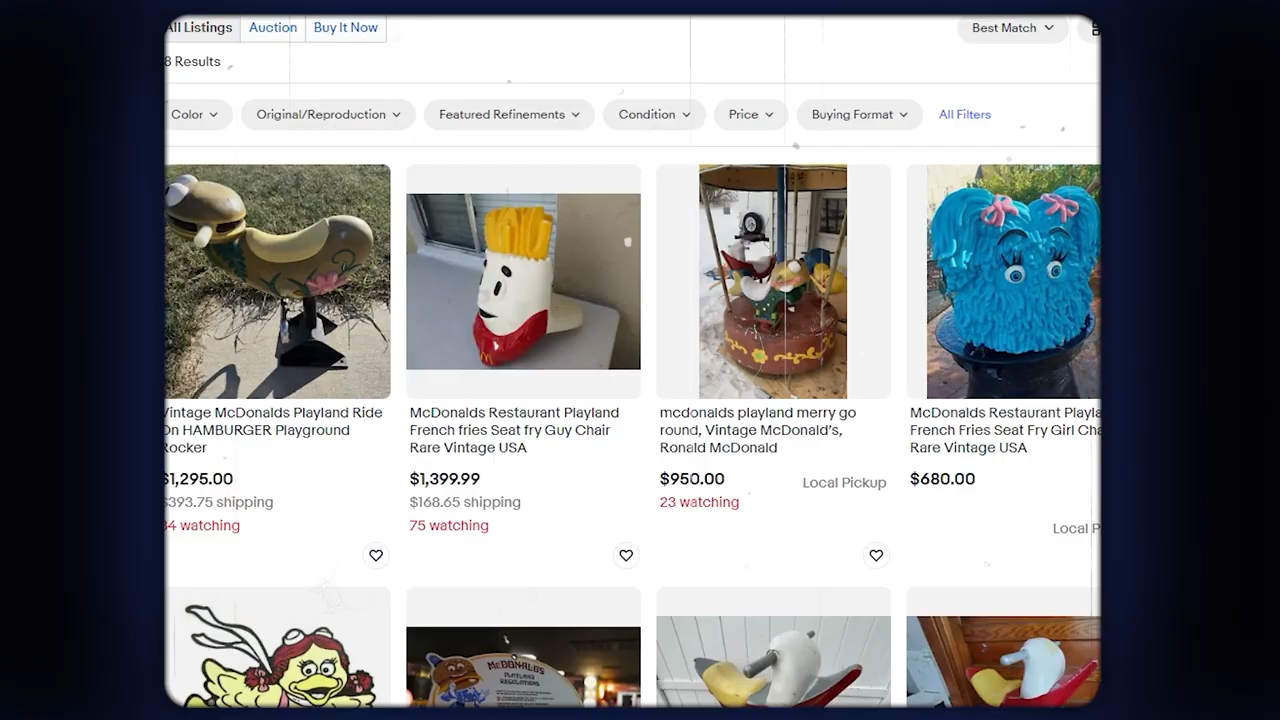 All Listings Auction Buy It Now Best Match
8 Results
Color Original/Reproduction Featured Refinements Condition Price Buying Format All Filters
Vintage McDonalds Playland Ride
On HAMBURGER Playground
Rocker
$1,295.00
$393.75 shipping
34 watching
McDonalds Restaurant Playland
French fries Seat fry Guy Chair
Rare Vintage USA
$1,399.99
$168.65 shipping
75 watching
mcdonalds playland merry go
round, Vintage McDonald's,
Ronald McDonald
$950.00
Local Pickup
23 watching
McDonalds Restaurant Playla
French Fries Seat Fry Girl Cha
Rare Vintage USA
$680.00
Local P
McDONALD'S
PLAYLAND
REGULATIONS